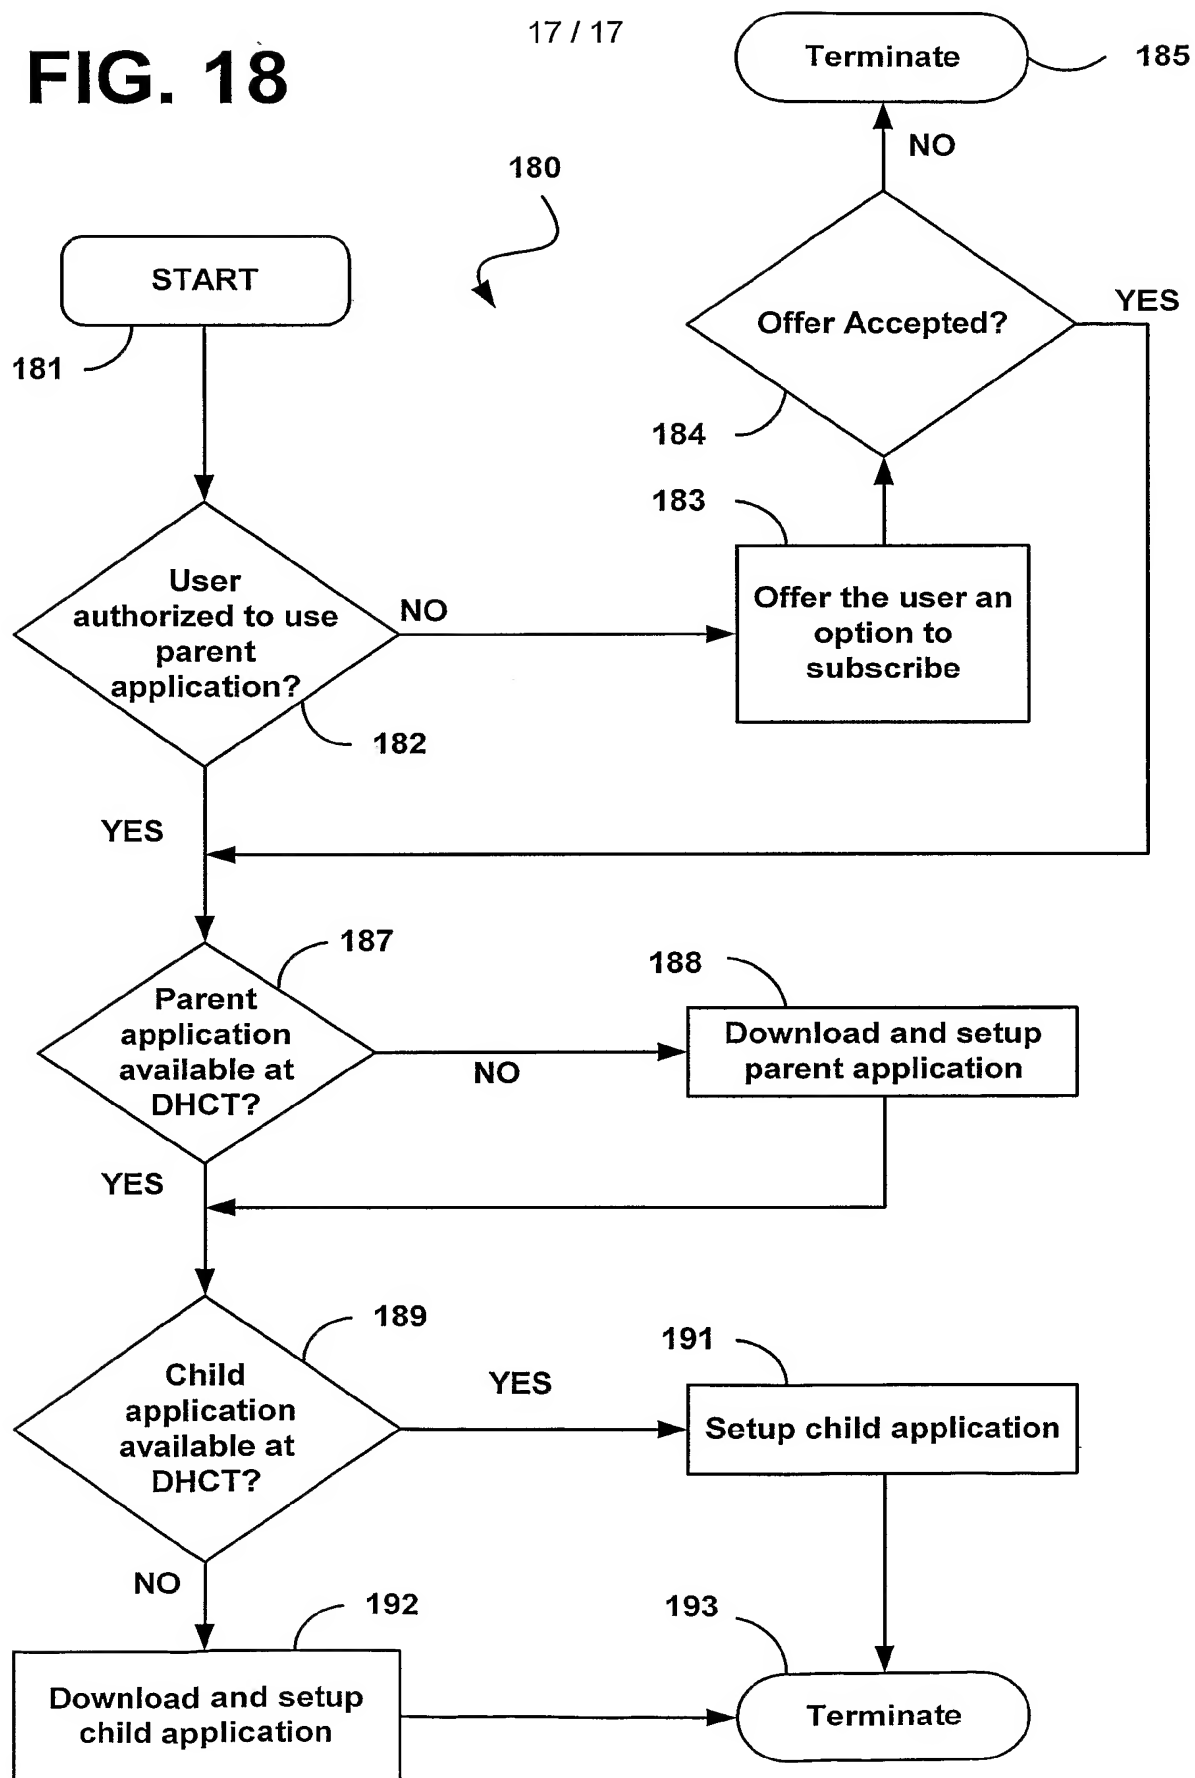 17 / 17
FIG. 18
Terminate
185
NO
180
START
181
Offer Accepted?
YES
184
183
User
authorized to use
parent
application?
NO
182
Offer the user an
option to
subscribe
YES
187
Parent
application
available at
DHCT?
NO
188
Download and setup
parent application
YES
189
Child
application
available at
DHCT?
YES
191
Setup child application
NO
192
Download and setup
child application
193
Terminate